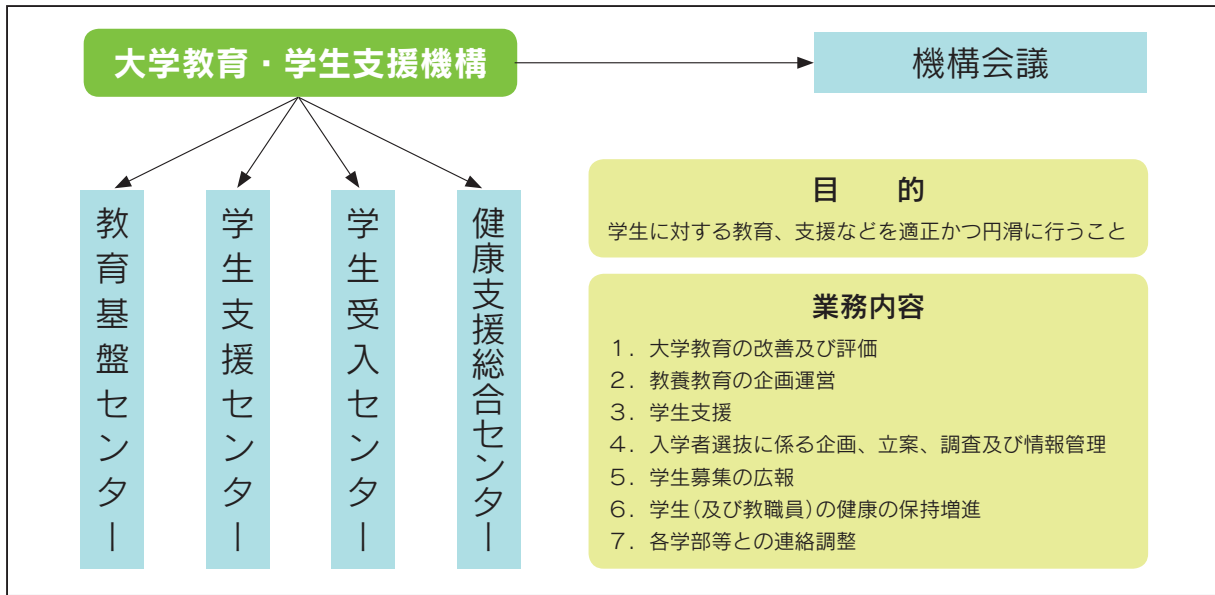 大学教育・学生支援機構
機構会議
教育基盤センター
学生支援センター
学生受入センター
健康支援総合センター
目　　的
学生に対する教育、支援などを適正かつ円滑に行うこと
業務内容
１．大学教育の改善及び評価
２．教養教育の企画運営
３．学生支援
４．入学者選抜に係る企画、立案、調査及び情報管理
５．学生募集の広報
６．学生（及び教職員）の健康の保持増進
７．各学部等との連絡調整